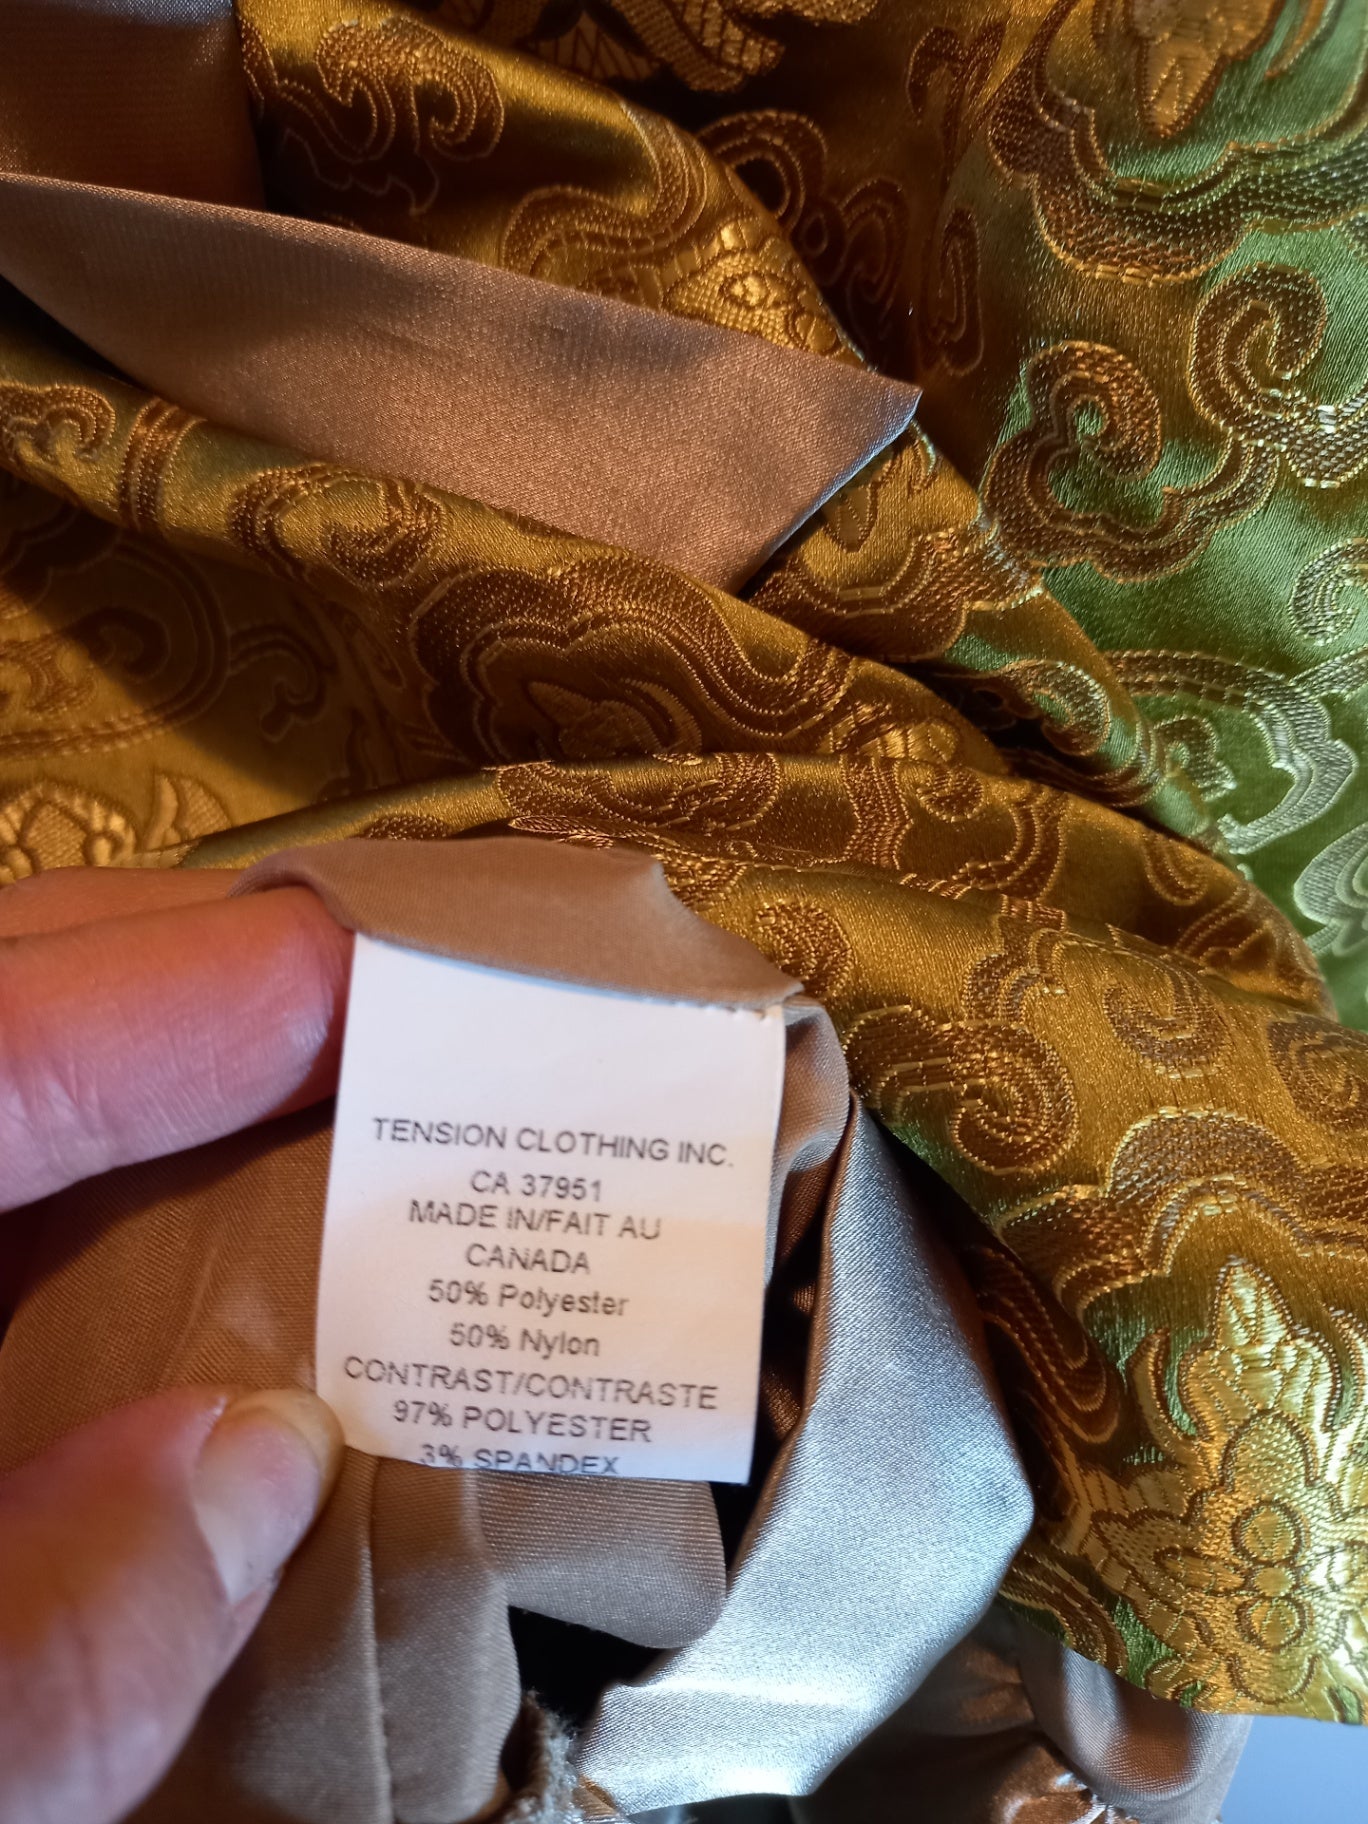 TENSION CLOTHING INC.
CA 37951
MADE IN/FAIT AU
CANADA
50% Polyester
50% Nylon
CONTRAST/CONTRASTE
97% POLYESTER
3% SPANDEX